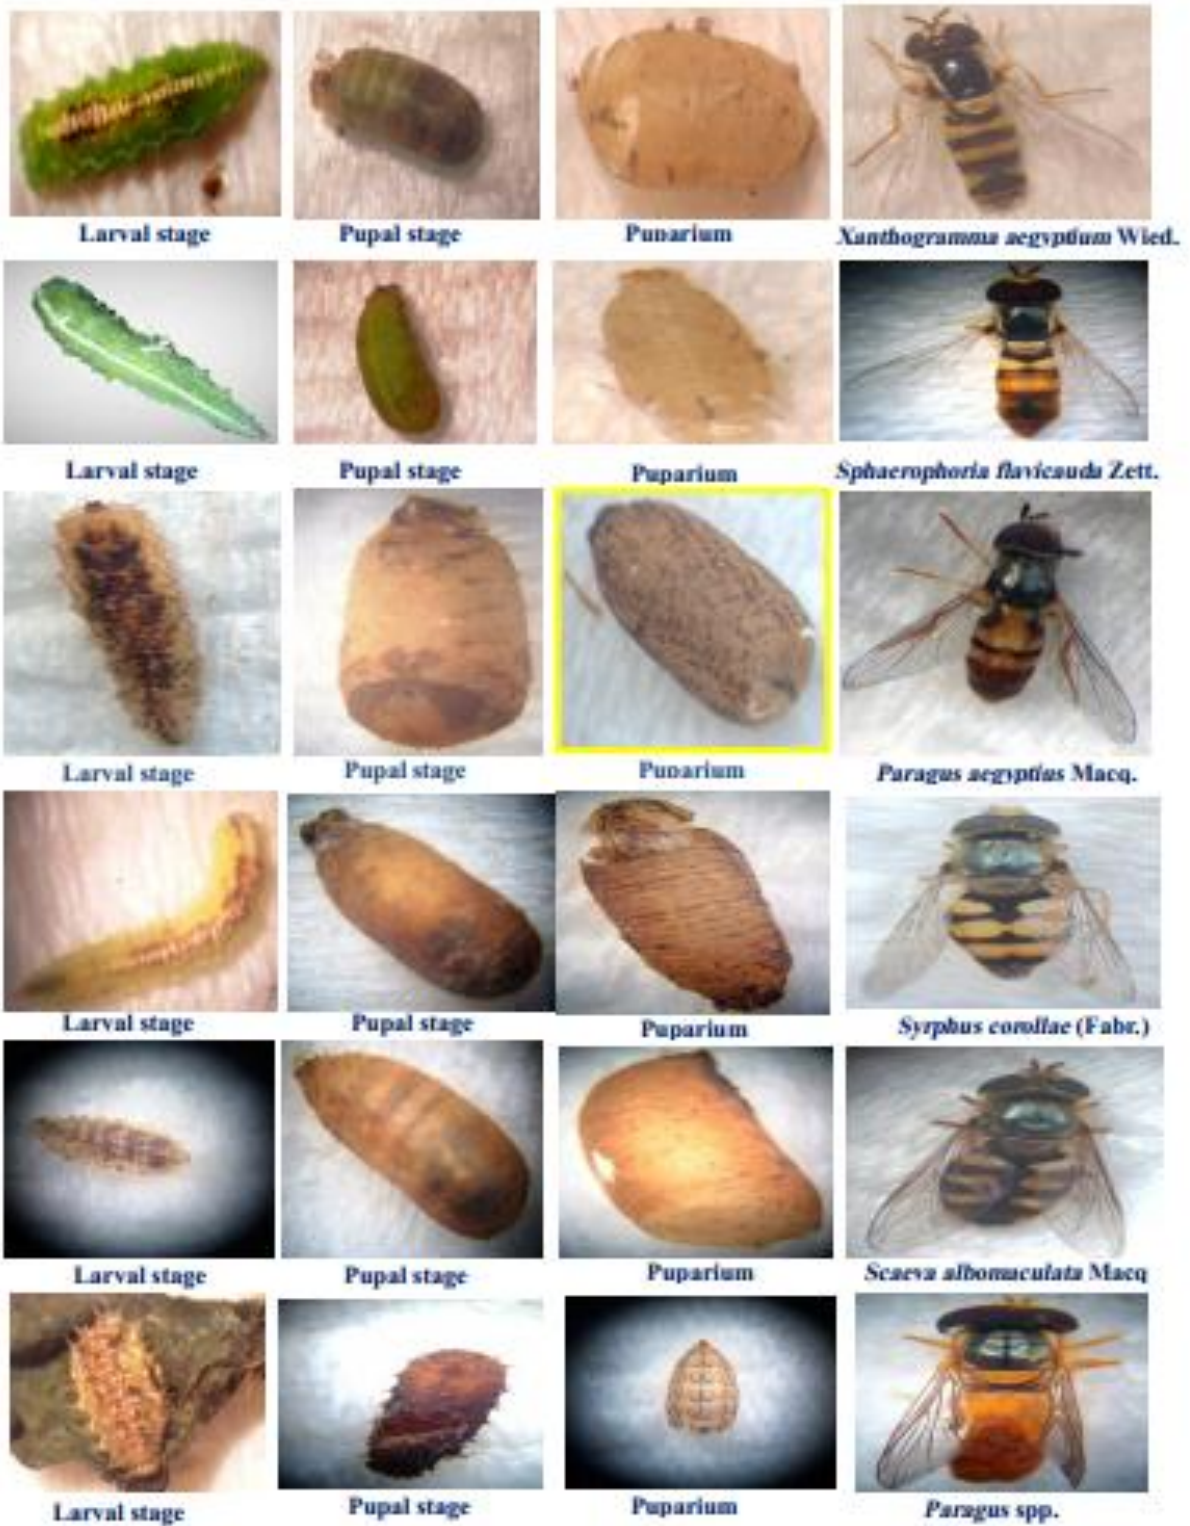 Larval stage
Pupal stage
Puparium
Xanthogramma aegyptium Wied.
Larval stage
Pupal stage
Puparium
Sphaerophoria flavicauda Zett.
Larval stage
Pupal stage
Puparium
Paragus aegyptius Macq.
Larval stage
Pupal stage
Puparium
Syrphus corollae (Fabr.)
Larval stage
Pupal stage
Puparium
Scaeva albomaculata Macq
Larval stage
Pupal stage
Puparium
Paragus spp.